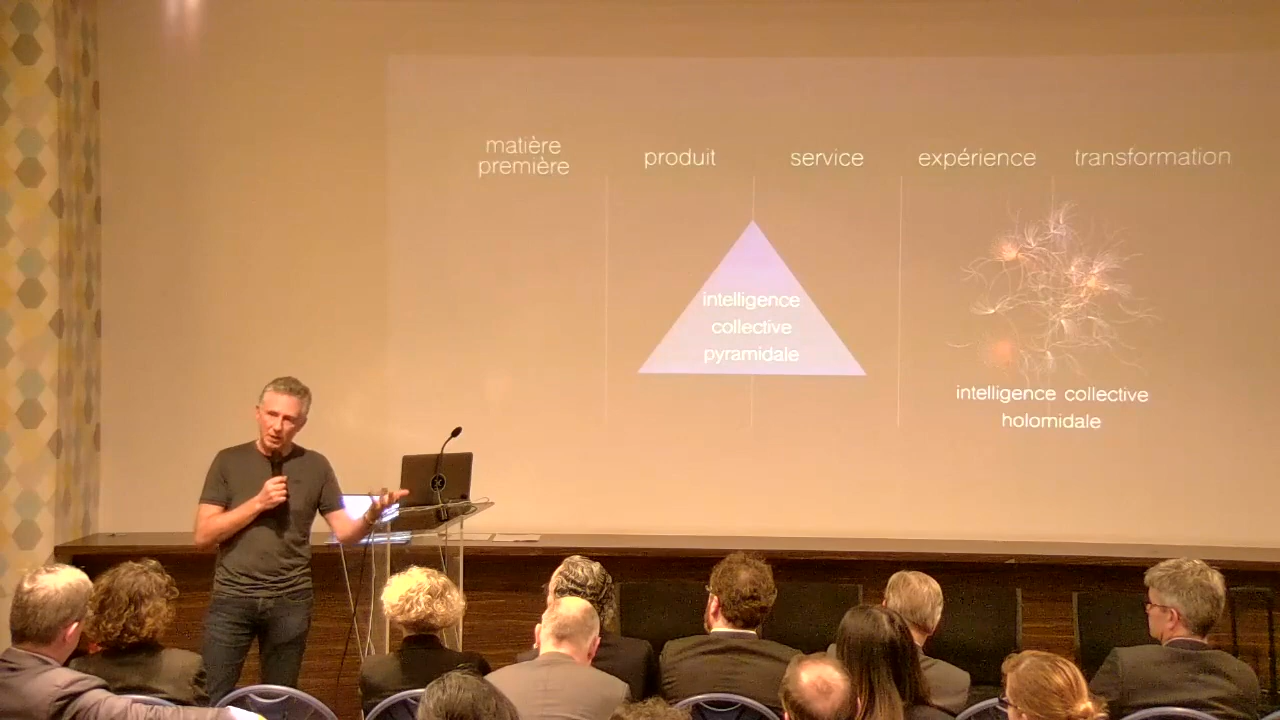 matière
première
produit
service
expérience
transformation
intelligence
collective
pyramidale
intelligence collective
holomidale